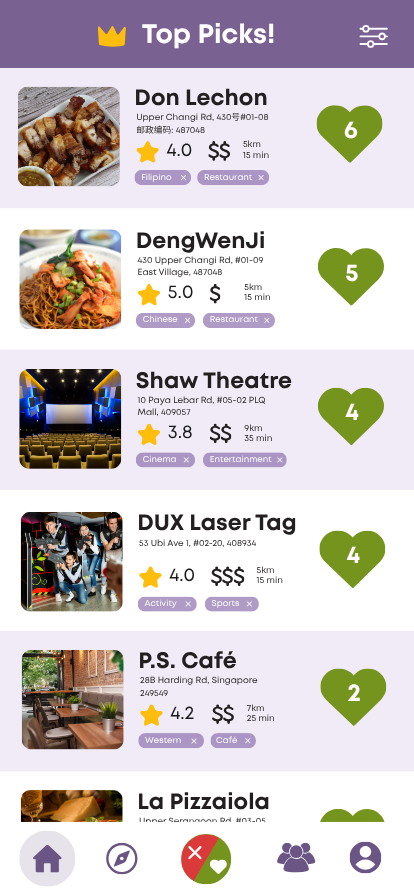 Top Picks!
Don Lechon
Upper Changi Rd, 430号#01-08
邮政编码: 487048
4.0 $$ 5km
15 min
Filipino × Restaurant ×
6
DengWenJi
430 Upper Changi Rd, #01-09
East Village, 487048
5.0 $ 5km
15 min
Chinese × Restaurant ×
5
Shaw Theatre
10 Paya Lebar Rd, #05-02 PLQ
Mall, 409057
3.8 $$ 9km
35 min
Cinema × Entertainment ×
4
DUX Laser Tag
53 Ubi Ave 1, #02-20, 408934
4.0 $$$ 5km
15 min
Activity × Sports ×
4
P.S. Café
28B Harding Rd, Singapore
249549
4.2 $$ 7km
25 min
Western × Café ×
2
La Pizzaiola
Upper Serangoon Rd, #03-05